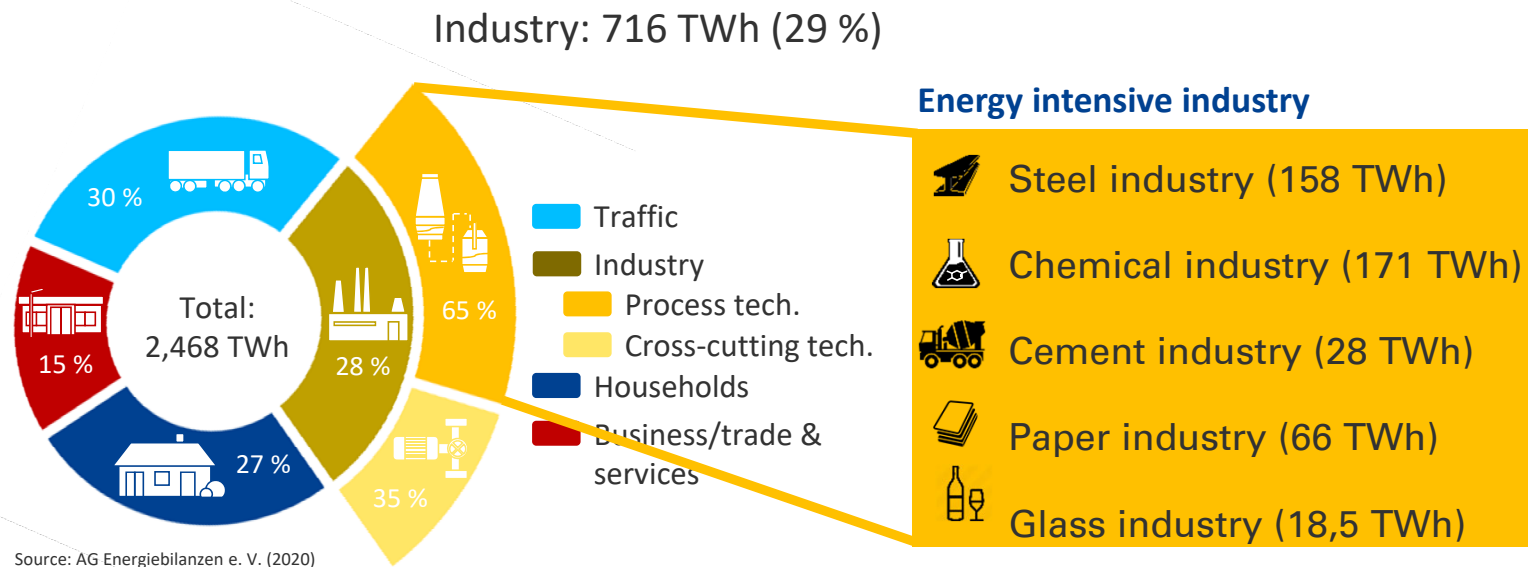 Industry: 716 TWh (29 %)
Energy intensive industry
30 %
15 %
27 %
28 %
65 %
35 %
Total:
2,468 TWh
Traffic
Industry
Process tech.
Cross-cutting tech.
Households
Business/trade &
services
Steel industry (158 TWh)
Chemical industry (171 TWh)
Cement industry (28 TWh)
Paper industry (66 TWh)
Glass industry (18,5 TWh)
Source: AG Energiebilanzen e. V. (2020)